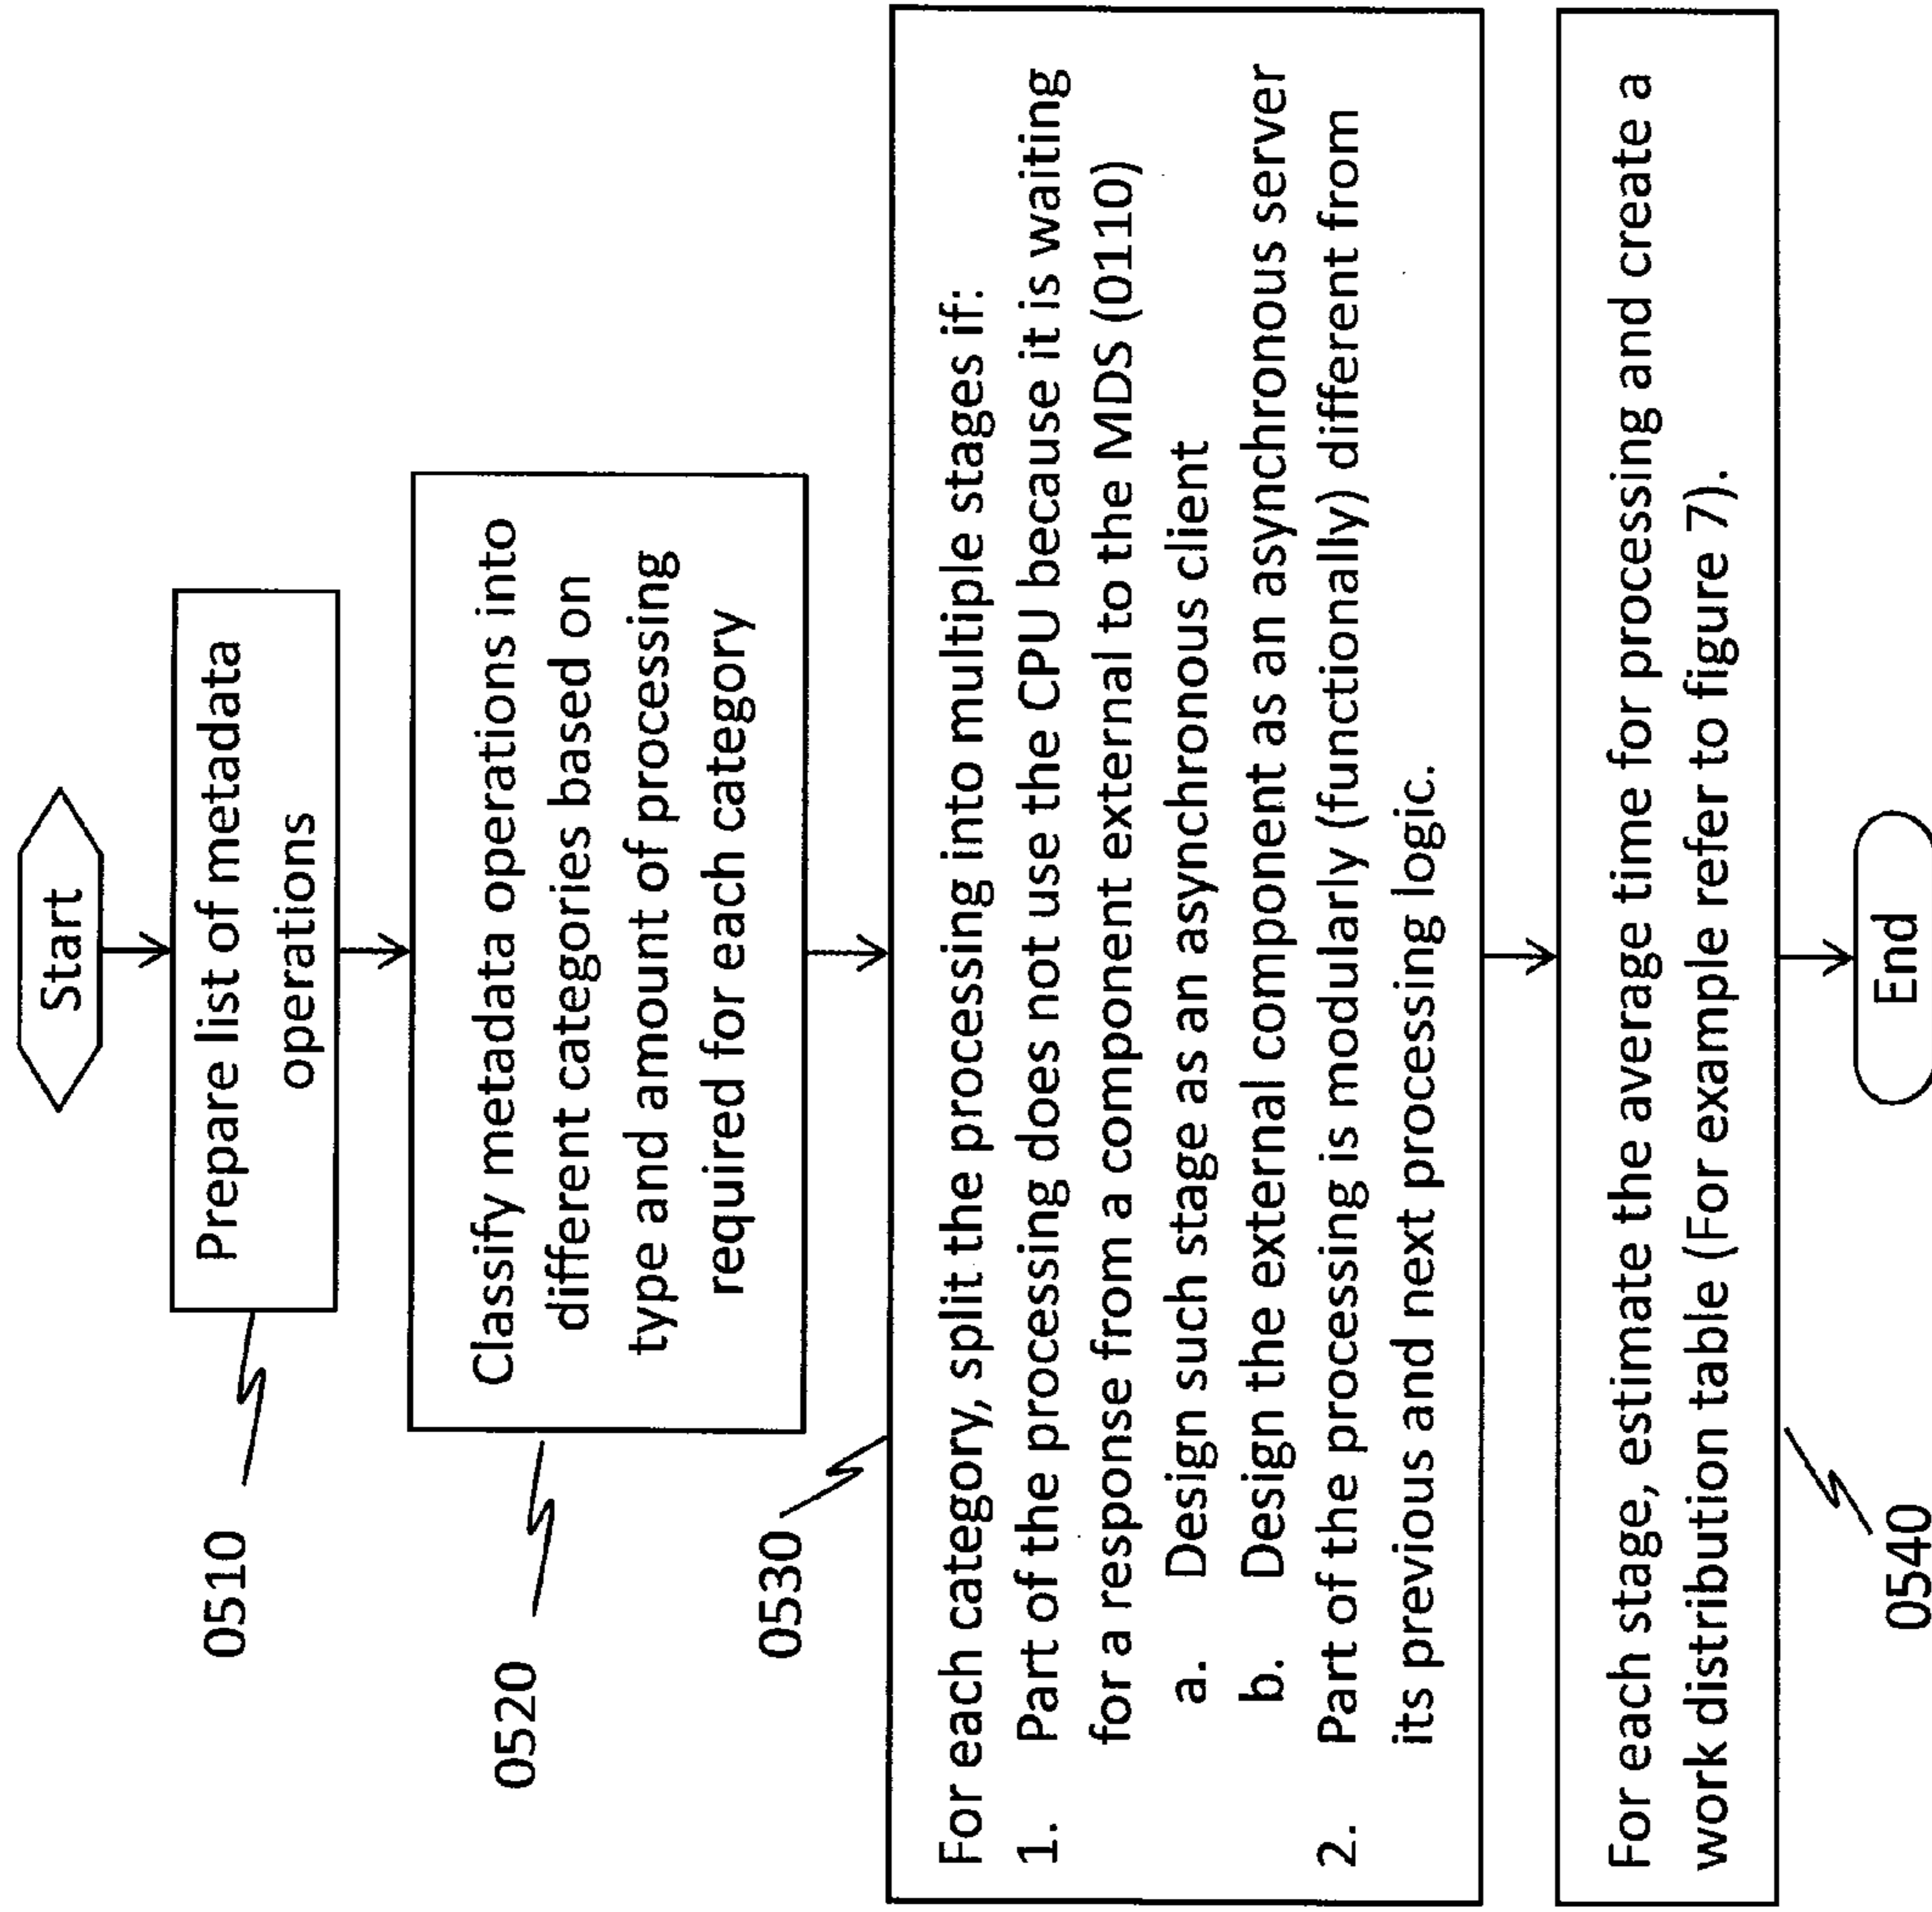 Start
Prepare list of metadata
operations
0510
Classify metadata operations into
different categories based on
type and amount of processing
required for each category
0520
0530
For each category, split the processing into multiple stages if:
1. Part of the processing does not use the CPU because it is waiting
for a response from a component external to the MDS (0110)
a. Design such stage as an asynchronous client
b. Design the external component as an asynchronous server
2. Part of the processing is modularly (functionally) different from
its previous and next processing logic.
For each stage, estimate the average time for processing and create a
work distribution table (For example refer to figure 7).
0540
End